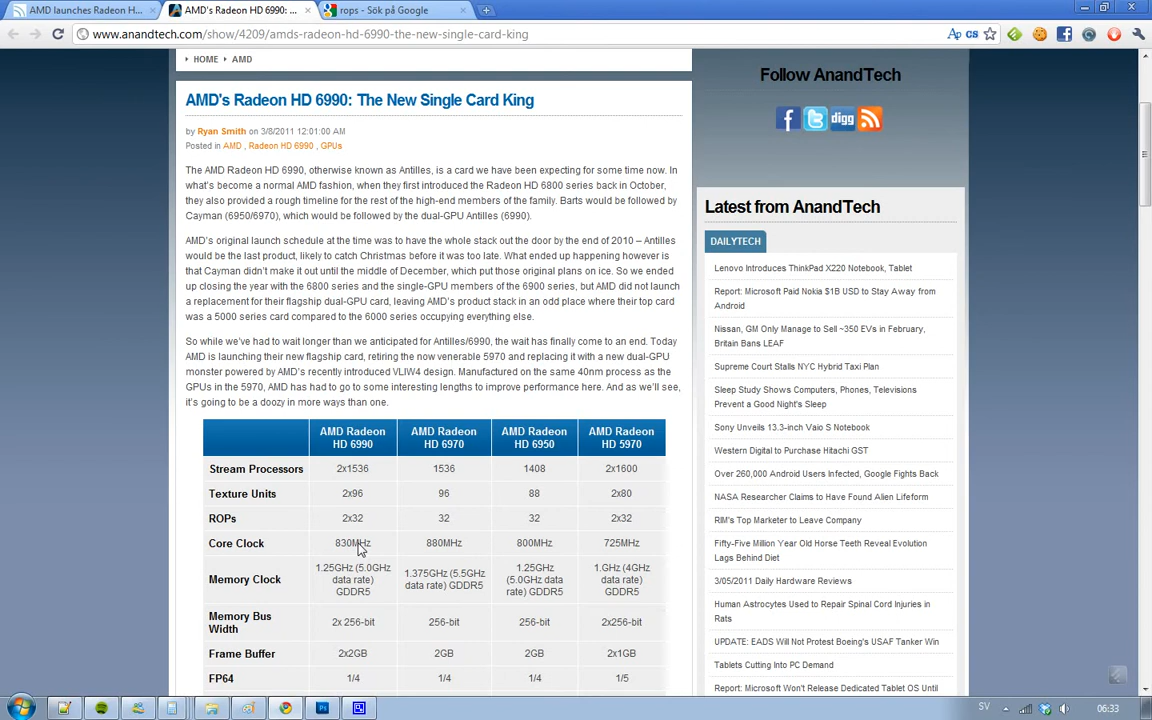 AMD launches Radeon H...
AMD's Radeon HD 6990: ...
rops - Sök på Google
www.anandtech.com/show/4209/amds-radeon-hd-6990-the-new-single-card-king
HOME AMD
AMD's Radeon HD 6990: The New Single Card King
by Ryan Smith on 3/8/2011 12:01:00 AM
Posted in AMD , Radeon HD 6990 , GPUs
The AMD Radeon HD 6990, otherwise known as Antilles, is a card we have been expecting for some time now. In
what's become a normal AMD fashion, when they first introduced the Radeon HD 6800 series back in October,
they also provided a rough timeline for the rest of the high-end members of the family. Barts would be followed by
Cayman (6950/6970), which would be followed by the dual-GPU Antilles (6990).
AMD's original launch schedule at the time was to have the whole stack out the door by the end of 2010 – Antilles
would be the last product, likely to catch Christmas before it was too late. What ended up happening however is
that Cayman didn't make it out until the middle of December, which put those original plans on ice. So we ended
up closing the year with the 6800 series and the single-GPU members of the 6900 series, but AMD did not launch
a replacement for their flagship dual-GPU card, leaving AMD's product stack in an odd place where their top card
was a 5000 series card compared to the 6000 series occupying everything else.
So while we've had to wait longer than we anticipated for Antilles/6990, the wait has finally come to an end. Today
AMD is launching their new flagship card, retiring the now venerable 5970 and replacing it with a new dual-GPU
monster powered by AMD's recently introduced VLIW4 design. Manufactured on the same 40nm process as the
GPUs in the 5970, AMD has had to go to some interesting lengths to improve performance here. And as we'll see,
it's going to be a doozy in more ways than one.
AMD Radeon HD 6990 AMD Radeon HD 6970 AMD Radeon HD 6950 AMD Radeon HD 5970
Stream Processors 2x1536 1536 1408 2x1600
Texture Units 2x96 96 88 2x80
ROPs 2x32 32 32 2x32
Core Clock 830MHz 880MHz 800MHz 725MHz
Memory Clock 1.25GHz (5.0GHz data rate) GDDR5 1.375GHz (5.5GHz data rate) GDDR5 1.25GHz (5.0GHz data rate) GDDR5 1.GHz (4GHz data rate) GDDR5
Memory Bus Width 2x 256-bit 256-bit 256-bit 2x256-bit
Frame Buffer 2x2GB 2GB 2GB 2x1GB
FP64 1/4 1/4 1/4 1/5
Follow AnandTech
digg
Latest from AnandTech
DAILYTECH
Lenovo Introduces ThinkPad X220 Notebook, Tablet
Report: Microsoft Paid Nokia $1B USD to Stay Away from
Android
Nissan, GM Only Manage to Sell ~350 EVs in February,
Britain Bans LEAF
Supreme Court Stalls NYC Hybrid Taxi Plan
Sleep Study Shows Computers, Phones, Televisions
Prevent a Good Night's Sleep
Sony Unveils 13.3-inch Vaio S Notebook
Western Digital to Purchase Hitachi GST
Over 260,000 Android Users Infected, Google Fights Back
NASA Researcher Claims to Have Found Alien Lifeform
RIM's Top Marketer to Leave Company
Fifty-Five Million Year Old Horse Teeth Reveal Evolution
Lags Behind Diet
3/05/2011 Daily Hardware Reviews
Human Astrocytes Used to Repair Spinal Cord Injuries in
Rats
UPDATE: EADS Will Not Protest Boeing's USAF Tanker Win
Tablets Cutting Into PC Demand
Report: Microsoft Won't Release Dedicated Tablet OS Until
SV
06:33